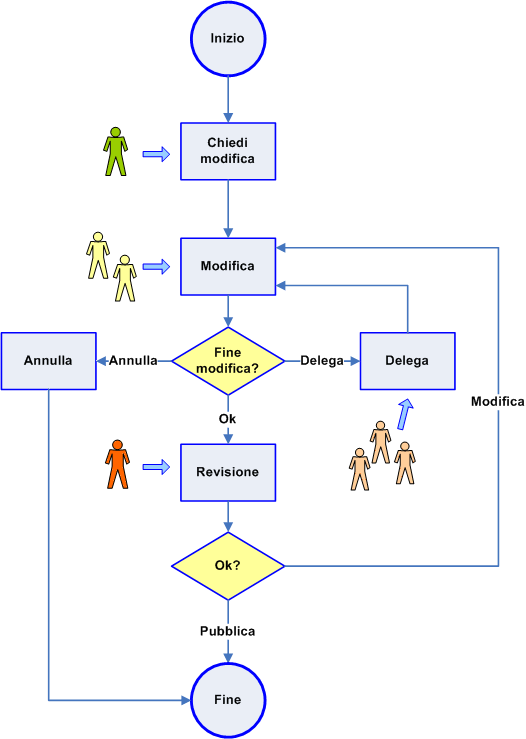 Inizio
Chiedi
modifica
Modifica
Fine
modifica?
Annulla
Annulla
Delega
Delega
Ok
Modifica
Revisione
Ok?
Pubblica
Fine